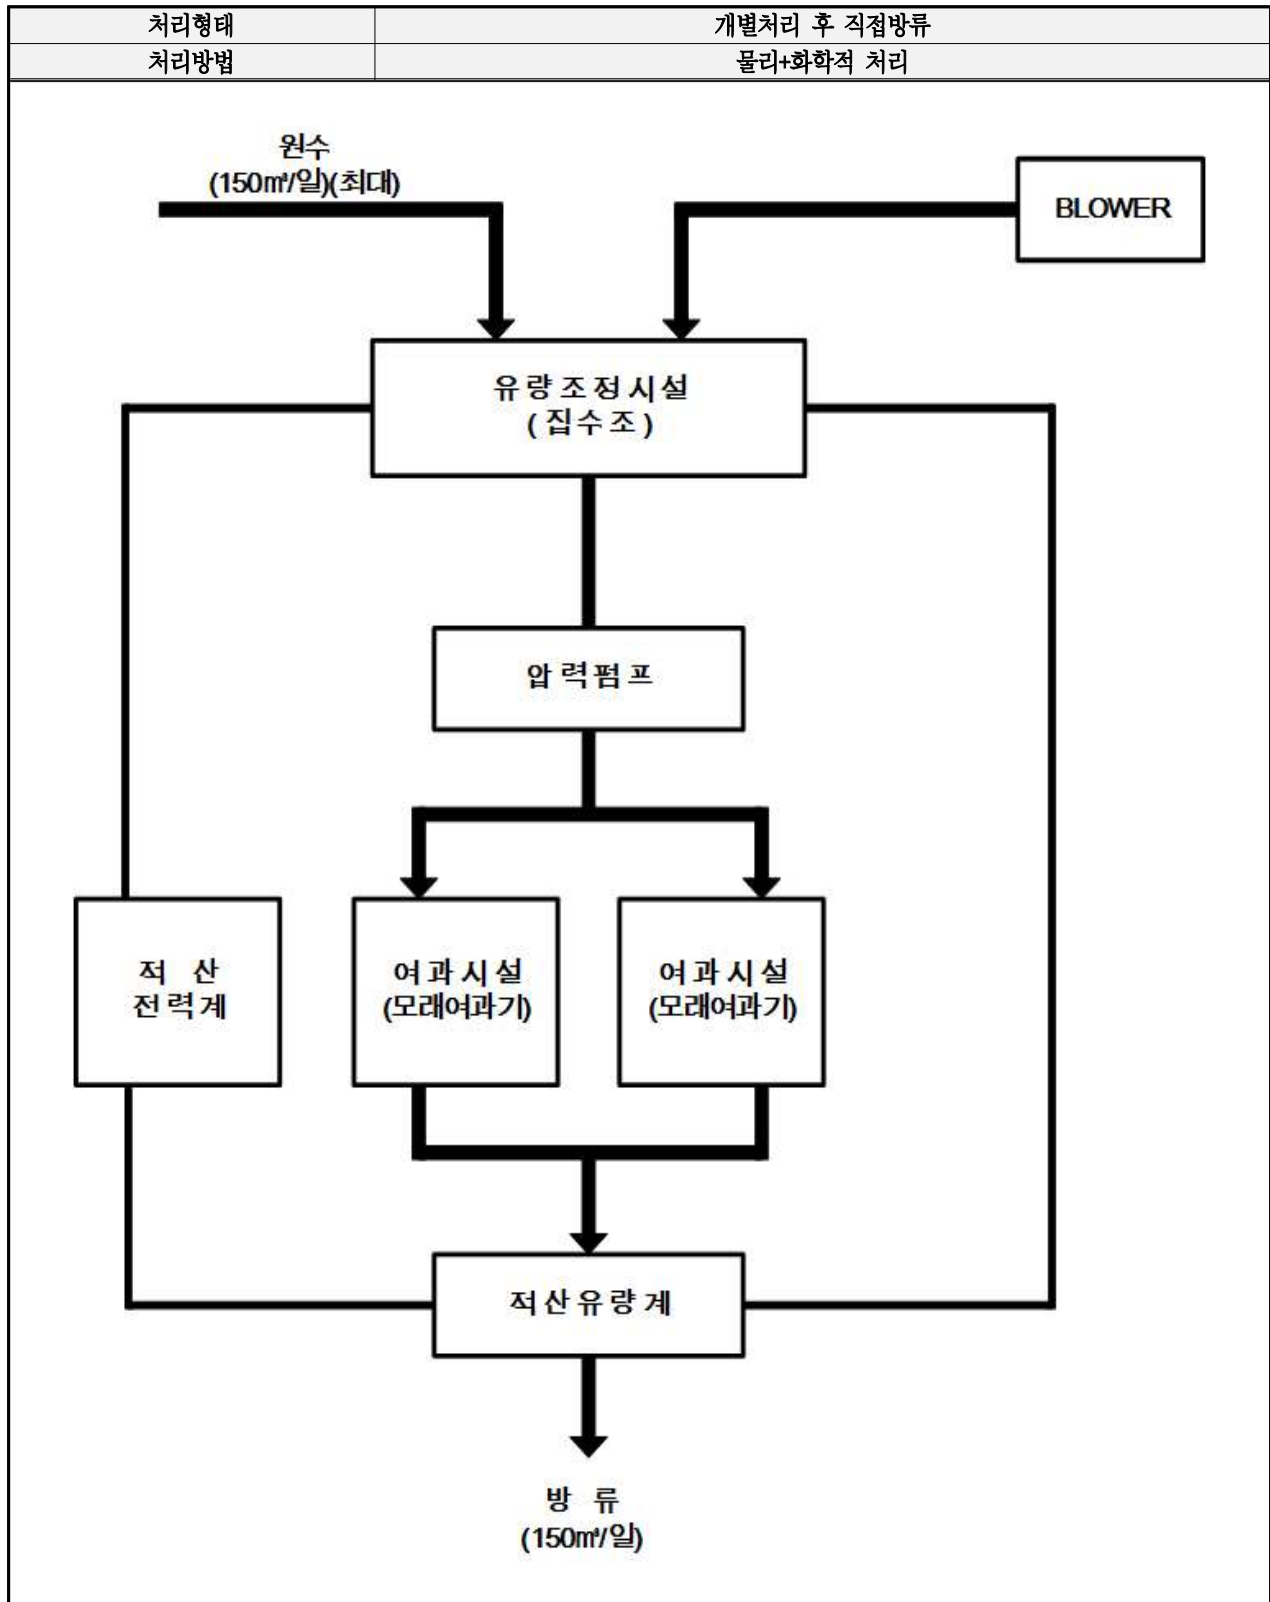 처리형태 개별처리 후 직접방류
처리방법 물리+화학적 처리
원수
(150㎥/일)(최대)
BLOWER
유량조정시설
(집수조)
압력펌프
적 산
전력계
여과시설
(모래여과기)
여과시설
(모래여과기)
적산유량계
방 류
(150㎥/일)